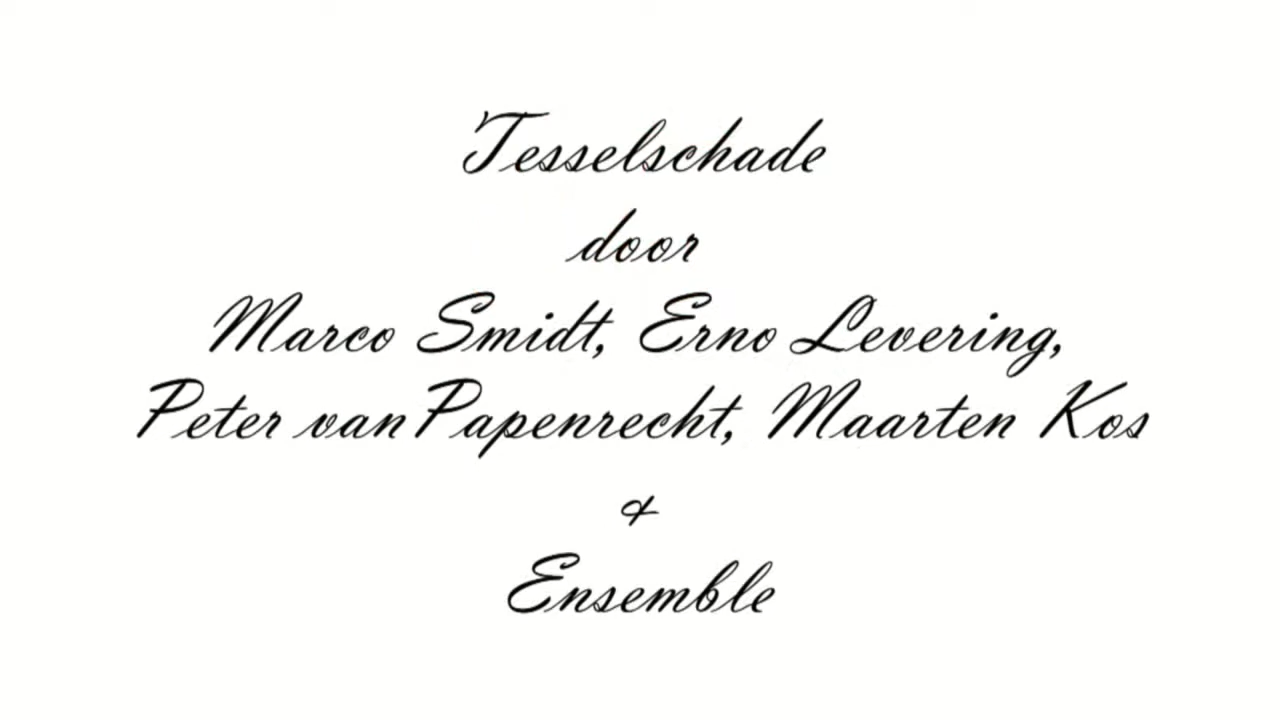 Tesselschade
door
Marco Smidt, Erno Levering,
Peter van Papenrecht, Maarten Kos
&
Ensemble